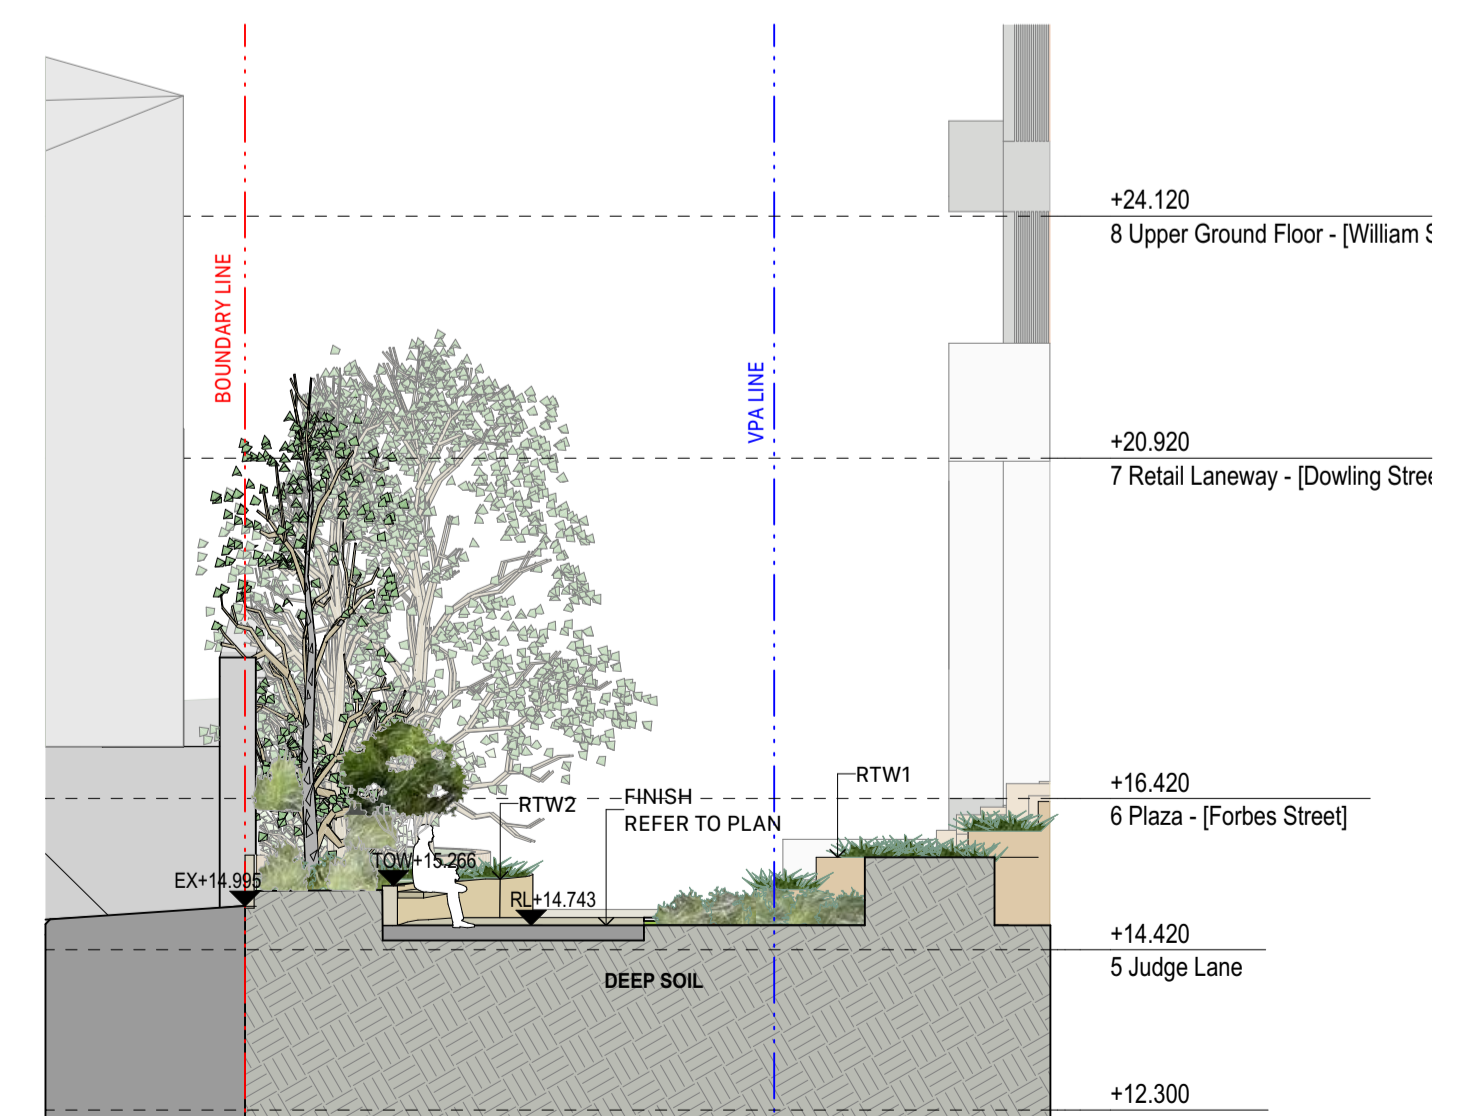 +24.120
8 Upper Ground Floor - [William S
BOUNDARY LINE
VPA LINE
+20.920
7 Retail Laneway - [Dowling Stree
RTW1
+16.420
6 Plaza - [Forbes Street]
RTW2
FINISH
REFER TO PLAN
TOW+15.266
EX+14.995
RL+14.743
+14.420
5 Judge Lane
DEEP SOIL
+12.300